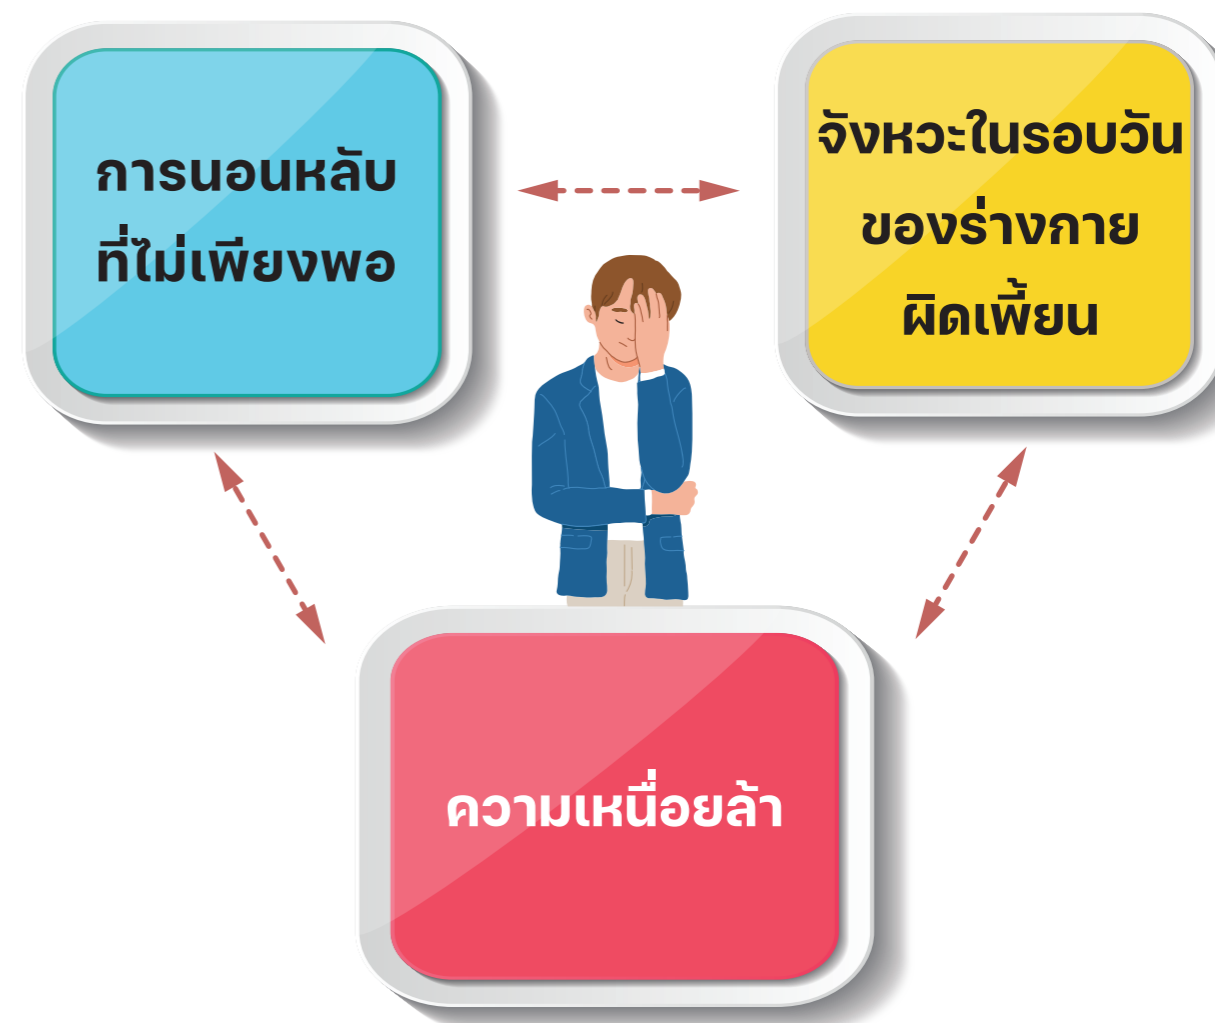 การนอนหลับ
ที่ไม่เพียงพอ
จังหวะในรอบวัน
ของร่างกาย
ผิดเพี้ยน
ความเหนื่อยล้า